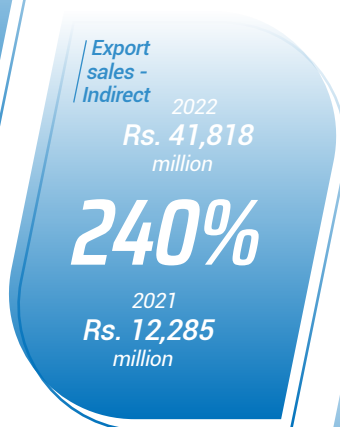 Export
sales -
Indirect
2022
Rs. 41,818
million
240%
2021
Rs. 12,285
million